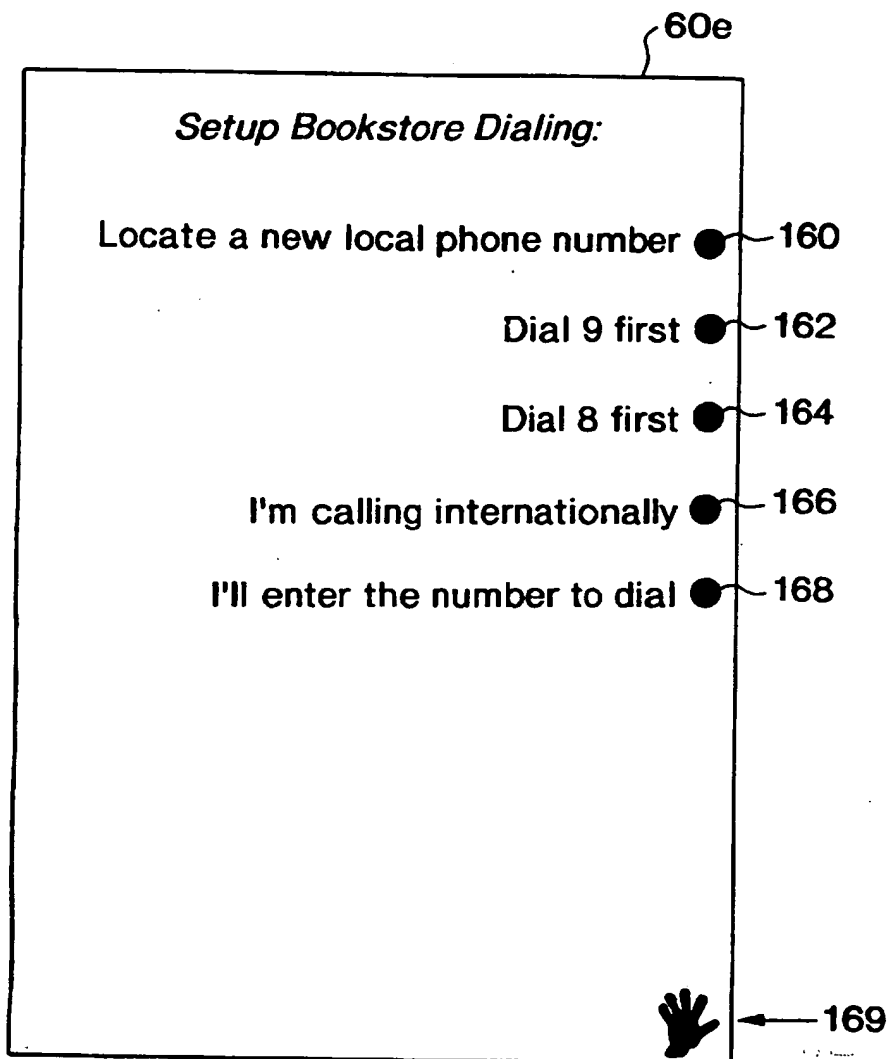 60e
Setup Bookstore Dialing:
Locate a new local phone number 160
Dial 9 first 162
Dial 8 first 164
I'm calling internationally 166
I'll enter the number to dial 168
169